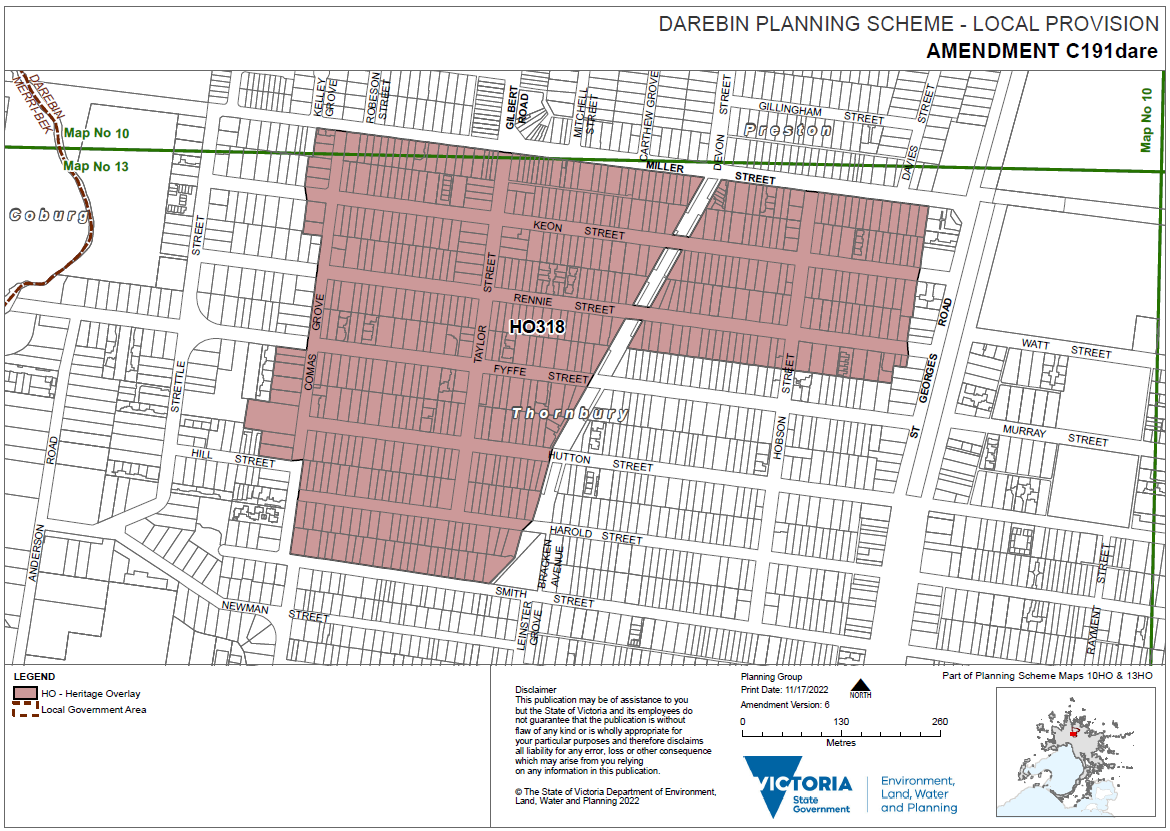 DAREBIN PLANNING SCHEME - LOCAL PROVISION
AMENDMENT C191dare
DAREBIN
MERRI-BEK
Map No 10
Map No 13
Map No 10
Coburg
Preston
Thornbury
HO318
KELLEY
GROVE
ROBESON
STREET
GILBERT
ROAD
MITCHELL
STREET
CARTHEW GROVE
DEVON
STREET
GILLINGHAM
STREET
DAVIES
STREET
MILLER
STREET
KEON
STREET
STREET
TAYLOR
RENNIE
STREET
FYFFE
STREET
GROVE
COMAS
STREET
STRETTLE
ROAD
ANDERSON
HILL
STREET
HUTTON
STREET
HAROLD
STREET
BRACKEN
AVENUE
SMITH
STREET
LEINSTER
GROVE
NEWMAN
STREET
STREET
HOBSON
ROAD
GEORGES
ST
WATT
STREET
MURRAY
STREET
STREET
RAYMENT
LEGEND
HO - Heritage Overlay
Local Government Area
Disclaimer
This publication may be of assistance to you
but the State of Victoria and its employees do
not guarantee that the publication is without
flaw of any kind or is wholly appropriate for
your particular purposes and therefore disclaims
all liability for any error, loss or other consequence
which may arise from you relying
on any information in this publication.
© The State of Victoria Department of Environment,
Land, Water and Planning 2022
Planning Group
Print Date: 11/17/2022
Amendment Version: 6
NORTH
0 130 260
Metres
VICTORIA
State
Government
Environment,
Land, Water
and Planning
Part of Planning Scheme Maps 10HO & 13HO